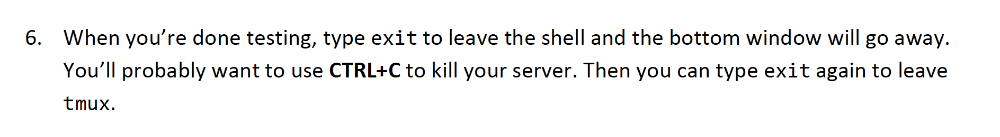 6. When you’re done testing, type exit to leave the shell and the bottom window will go away.
You’ll probably want to use CTRL+C to kill your server. Then you can type exit again to leave
tmux.